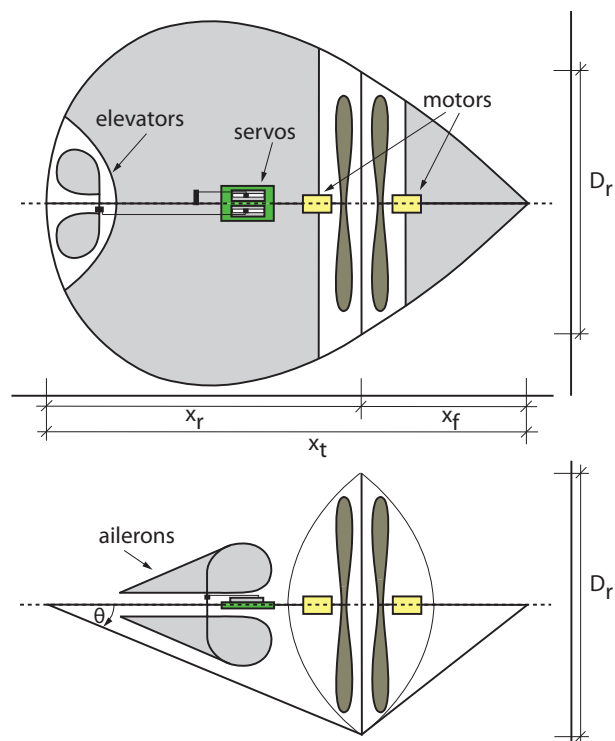 elevators
servos
motors
D_r
x_r
x_f
x_t
ailerons
θ
D_r